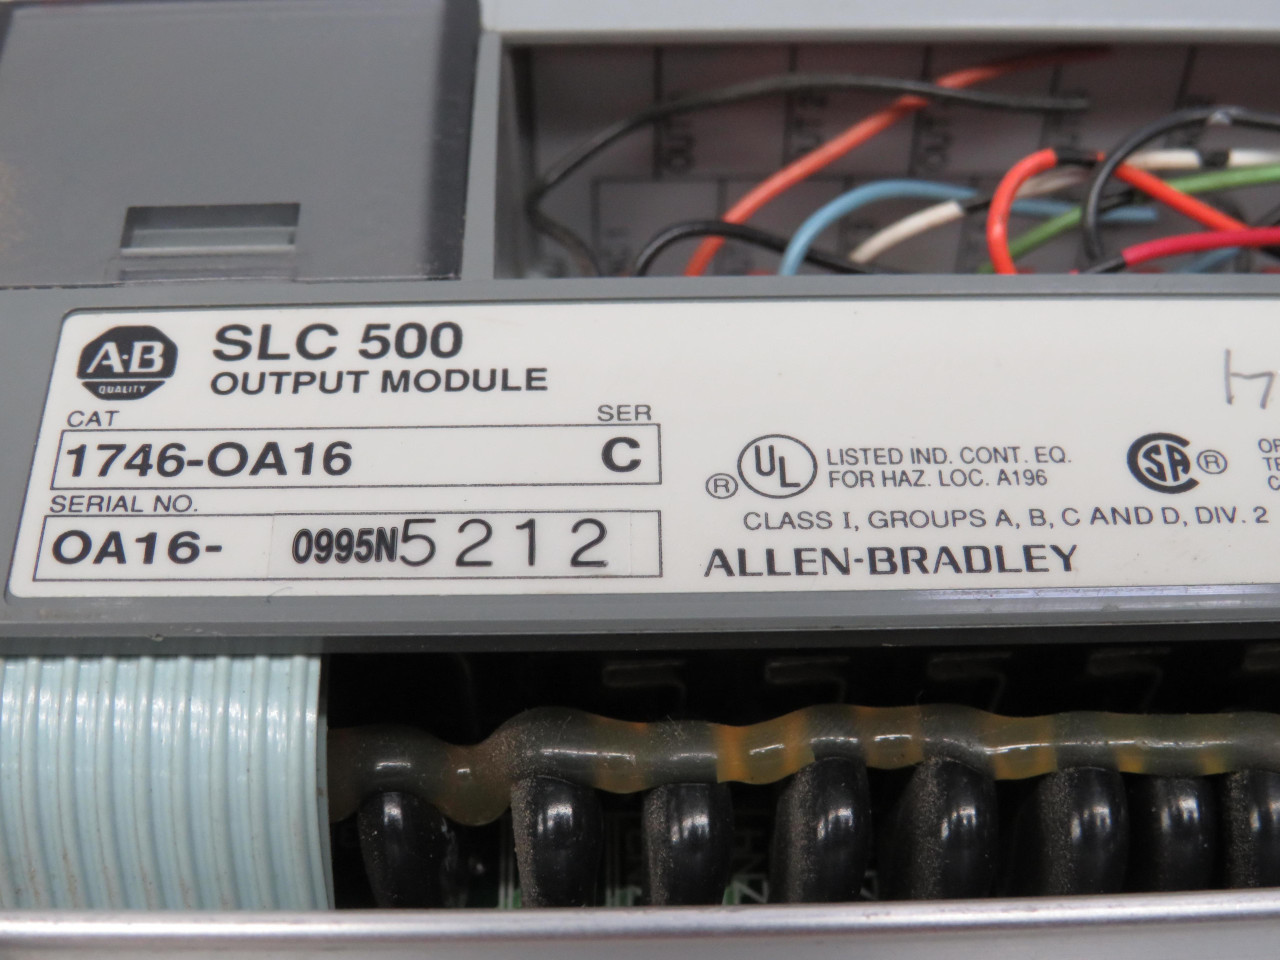 A·B
QUALITY
SLC 500
OUTPUT MODULE
CAT SER
1746-OA16 C
SERIAL NO.
OA16- 0995N5212
® UL LISTED IND. CONT. EQ.
FOR HAZ. LOC. A196
SA ®
CLASS I, GROUPS A, B, C AND D, DIV. 2
ALLEN-BRADLEY